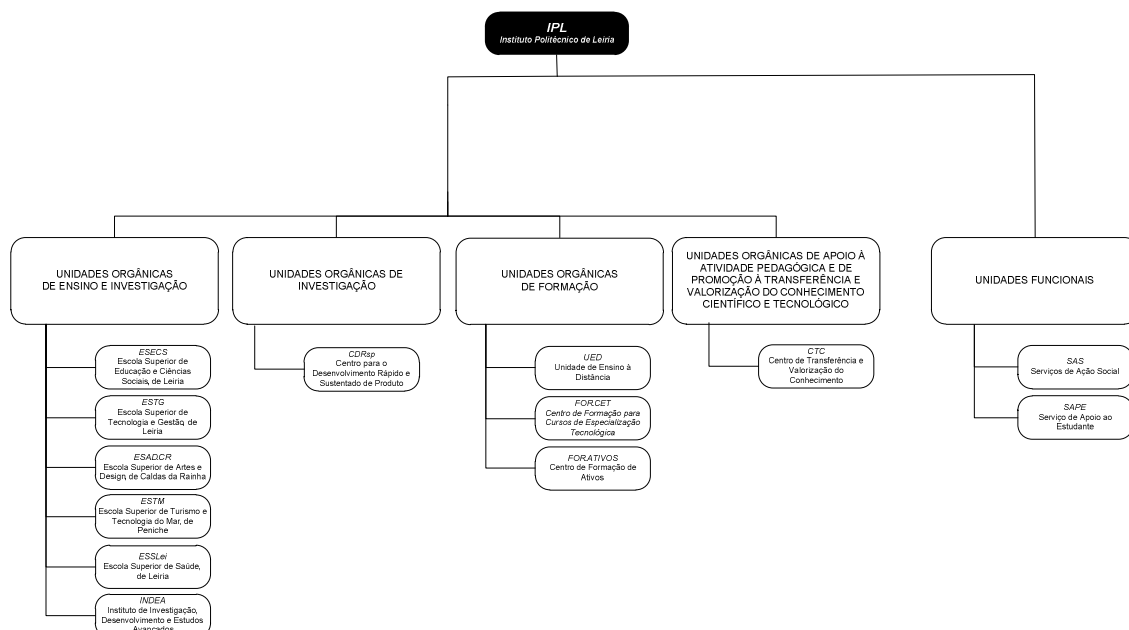 IPL
Instituto Politécnico de Leiria
UNIDADES ORGÂNICAS
DE ENSINO E INVESTIGAÇÃO
UNIDADES ORGÂNICAS DE
INVESTIGAÇÃO
UNIDADES ORGÂNICAS
DE FORMAÇÃO
UNIDADES ORGÂNICAS DE APOIO À
ATIVIDADE PEDAGÓGICA E DE
PROMOÇÃO À TRANSFERÊNCIA E
VALORIZAÇÃO DO CONHECIMENTO
CIENTÍFICO E TECNOLÓGICO
UNIDADES FUNCIONAIS
ESECS
Escola Superior de
Educação e Ciências
Sociais, de Leiria
ESTG
Escola Superior de
Tecnologia e Gestão, de
Leiria
ESAD.CR
Escola Superior de Artes e
Design, de Caldas da Rainha
ESTM
Escola Superior de Turismo e
Tecnologia do Mar, de
Peniche
ESSLei
Escola Superior de Saúde,
de Leiria
INDEA
Instituto de Investigação,
Desenvolvimento e Estudos
Avançados
CDRsp
Centro para o
Desenvolvimento Rápido e
Sustentado de Produto
UED
Unidade de Ensino à
Distância
FOR.CET
Centro de Formação para
Cursos de Especialização
Tecnológica
FOR.ATIVOS
Centro de Formação de
Ativos
CTC
Centro de Transferência e
Valorização do
Conhecimento
SAS
Serviços de Ação Social
SAPE
Serviço de Apoio ao
Estudante